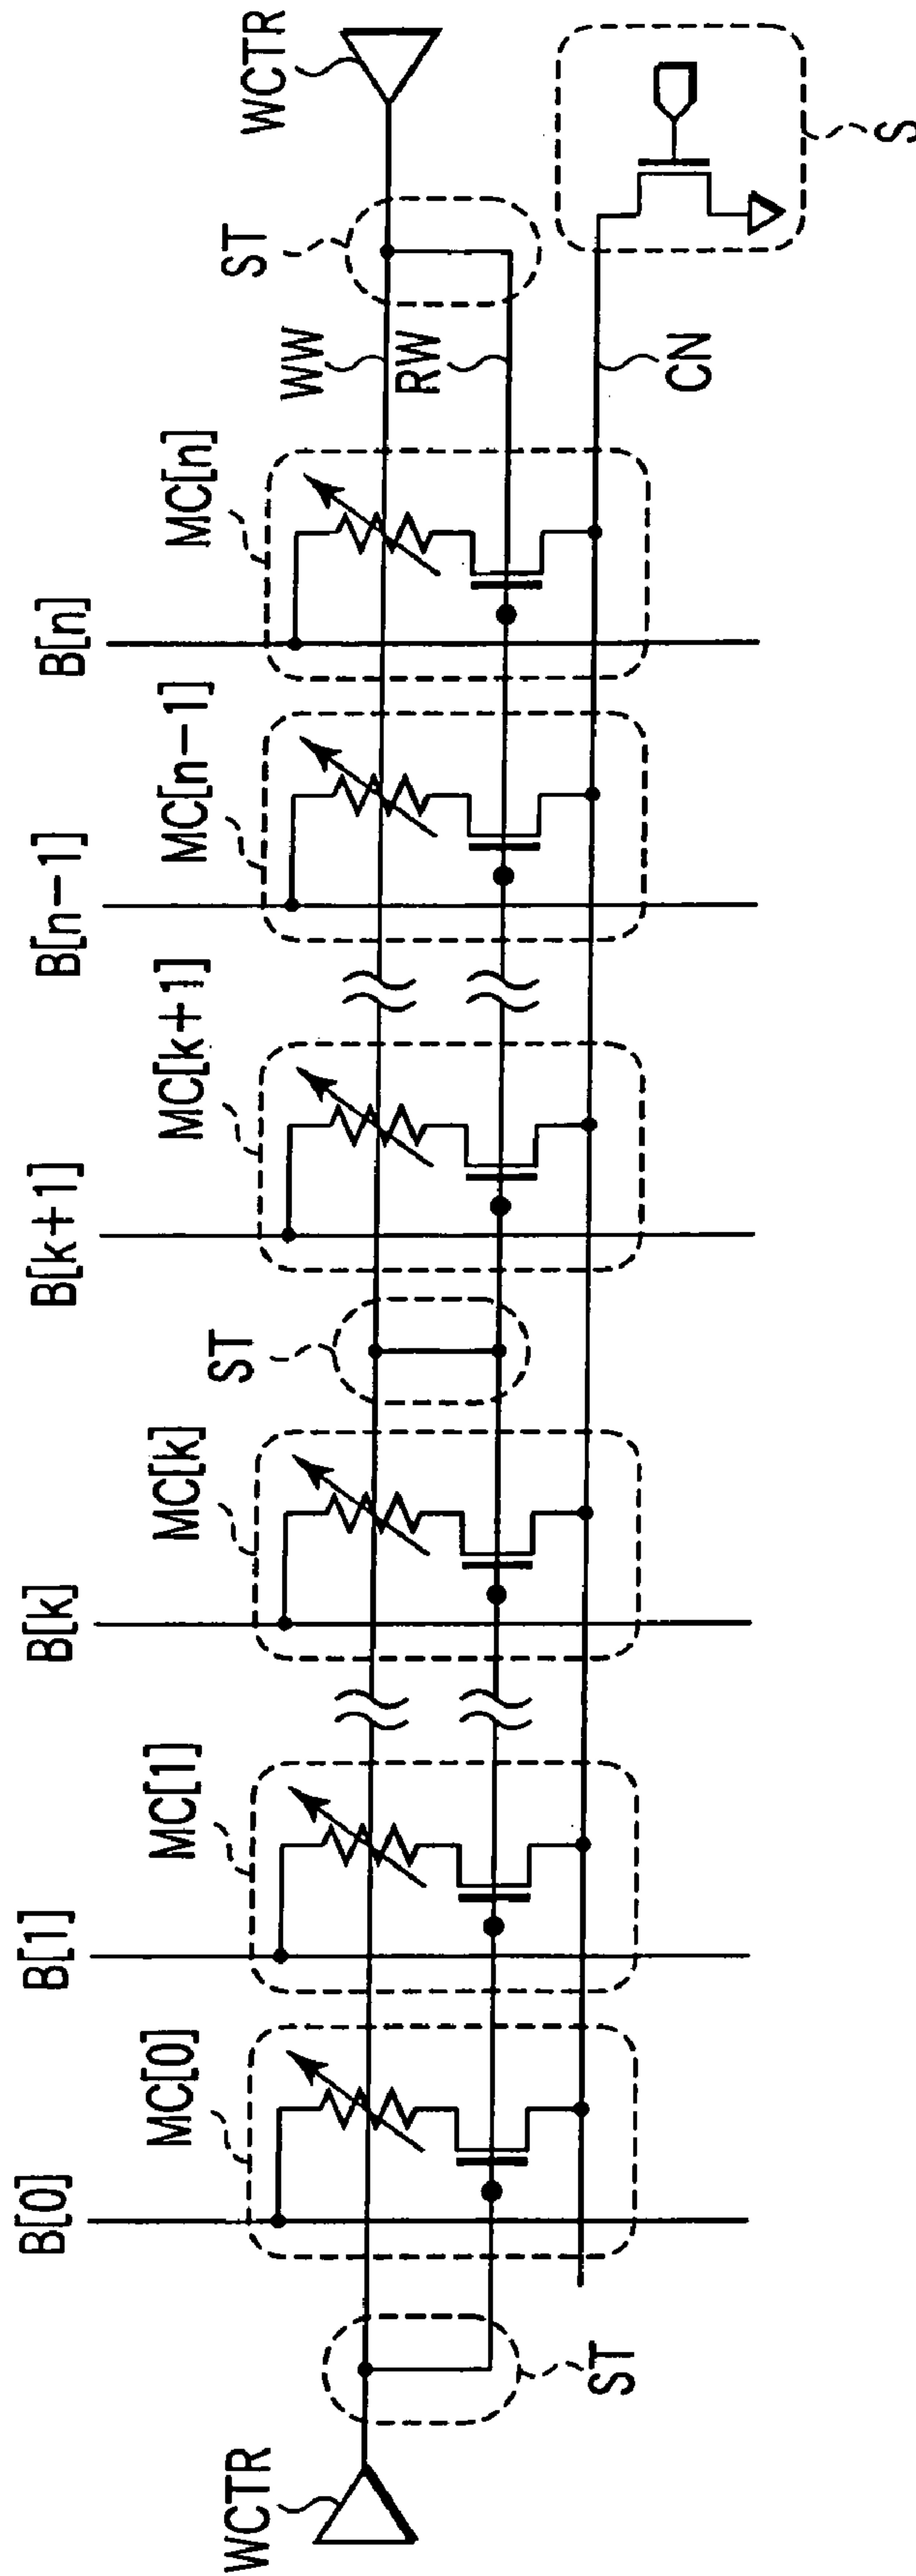 B[0]
B[1]
B[k]
B[k+1]
B[n-1]
B[n]
MC[0]
MC[1]
MC[k]
MC[k+1]
MC[n-1]
MC[n]
WCTR
ST
ST
ST
WCTR
WW
RW
CN
S